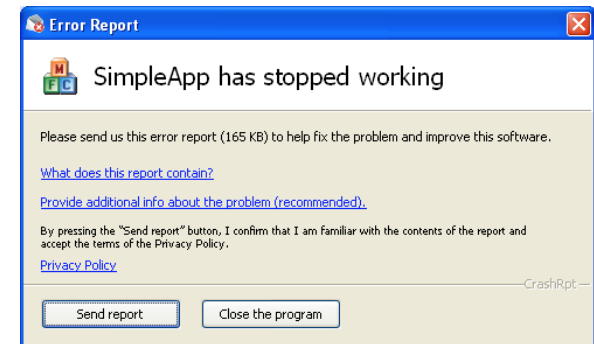 Error Report
MFC
SimpleApp has stopped working
Please send us this error report (165 KB) to help fix the problem and improve this software.
What does this report contain?
Provide additional info about the problem (recommended).
By pressing the "Send report" button, I confirm that I am familiar with the contents of the report and
accept the terms of the Privacy Policy.
Privacy Policy
CrashRpt
Send report
Close the program